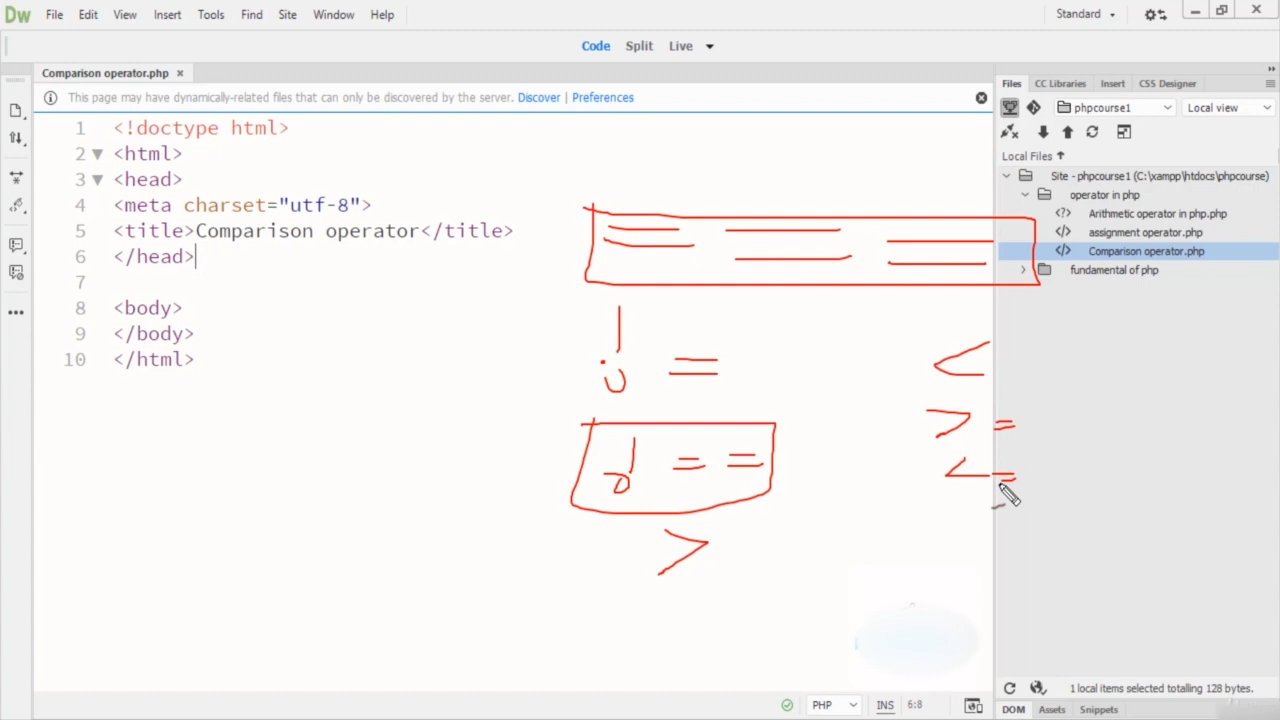 Dw File Edit View Insert Tools Find Site Window Help Standard
Code Split Live
Comparison operator.php ×
Files CC Libraries Insert CSS Designer
This page may have dynamically-related files that can only be discovered by the server. Discover | Preferences
phpcourse1 Local view
1 <!doctype html>
2 <html>
3 <head>
4 <meta charset="utf-8">
5 <title>Comparison operator</title>
6 </head>
7
8 <body>
9 </body>
10 </html>
Local Files
Site - phpcourse1 (C:\xampp\htdocs\phpcourse)
operator in php
Arithmetic operator in php.php
assignment operator.php
Comparison operator.php
fundamental of php
! =
<
> =
! = =
< =
>
PHP INS 6:8
1 local items selected totalling 128 bytes.
DOM Assets Snippets